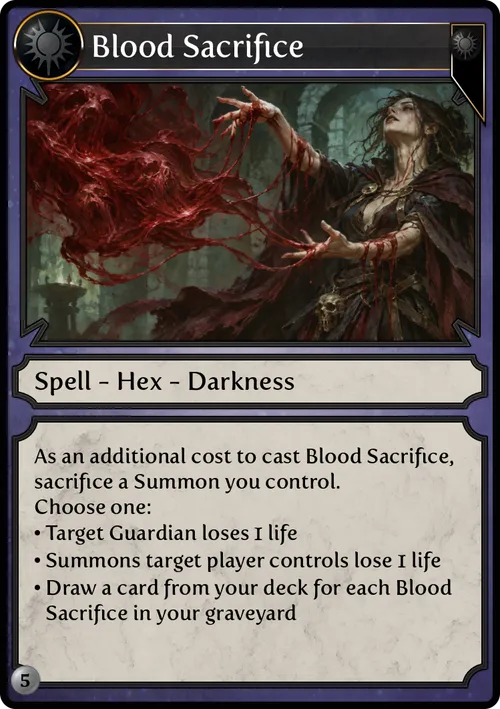 Blood Sacrifice
Spell - Hex - Darkness
As an additional cost to cast Blood Sacrifice,
sacrifice a Summon you control.
Choose one:
• Target Guardian loses 1 life
• Summons target player controls lose 1 life
• Draw a card from your deck for each Blood
Sacrifice in your graveyard
5